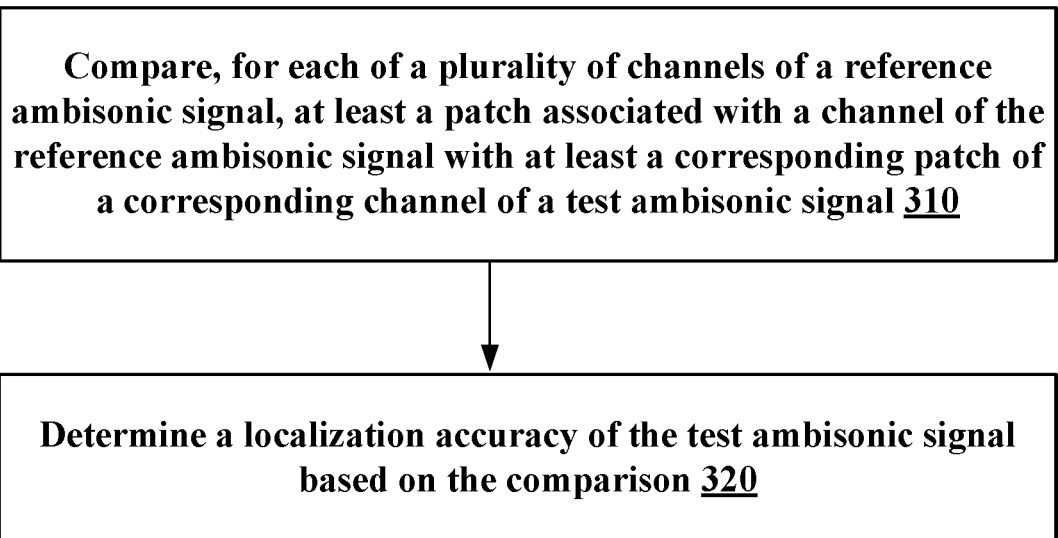 Compare, for each of a plurality of channels of a reference
ambisonic signal, at least a patch associated with a channel of the
reference ambisonic signal with at least a corresponding patch of
a corresponding channel of a test ambisonic signal 310
Determine a localization accuracy of the test ambisonic signal
based on the comparison 320